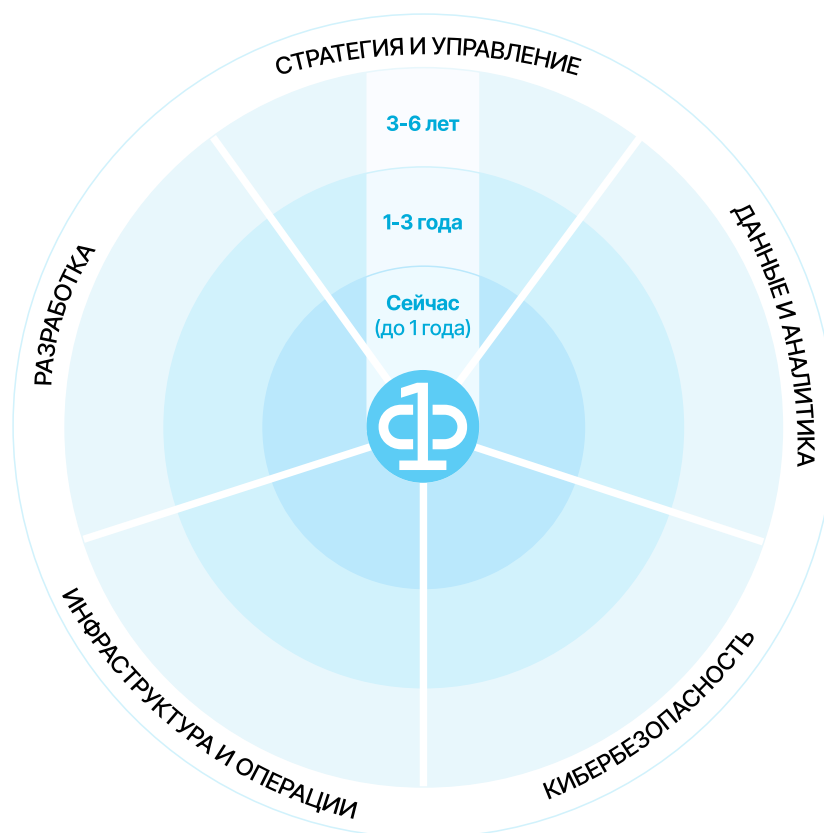 СТРАТЕГИЯ И УПРАВЛЕНИЕ
3-6 лет
1-3 года
Сейчас
(до 1 года)
ДАННЫЕ И АНАЛИТИКА
РАЗРАБОТКА
ИНФРАСТРУКТУРА И ОПЕРАЦИИ
КИБЕРБЕЗОПАСНОСТЬ